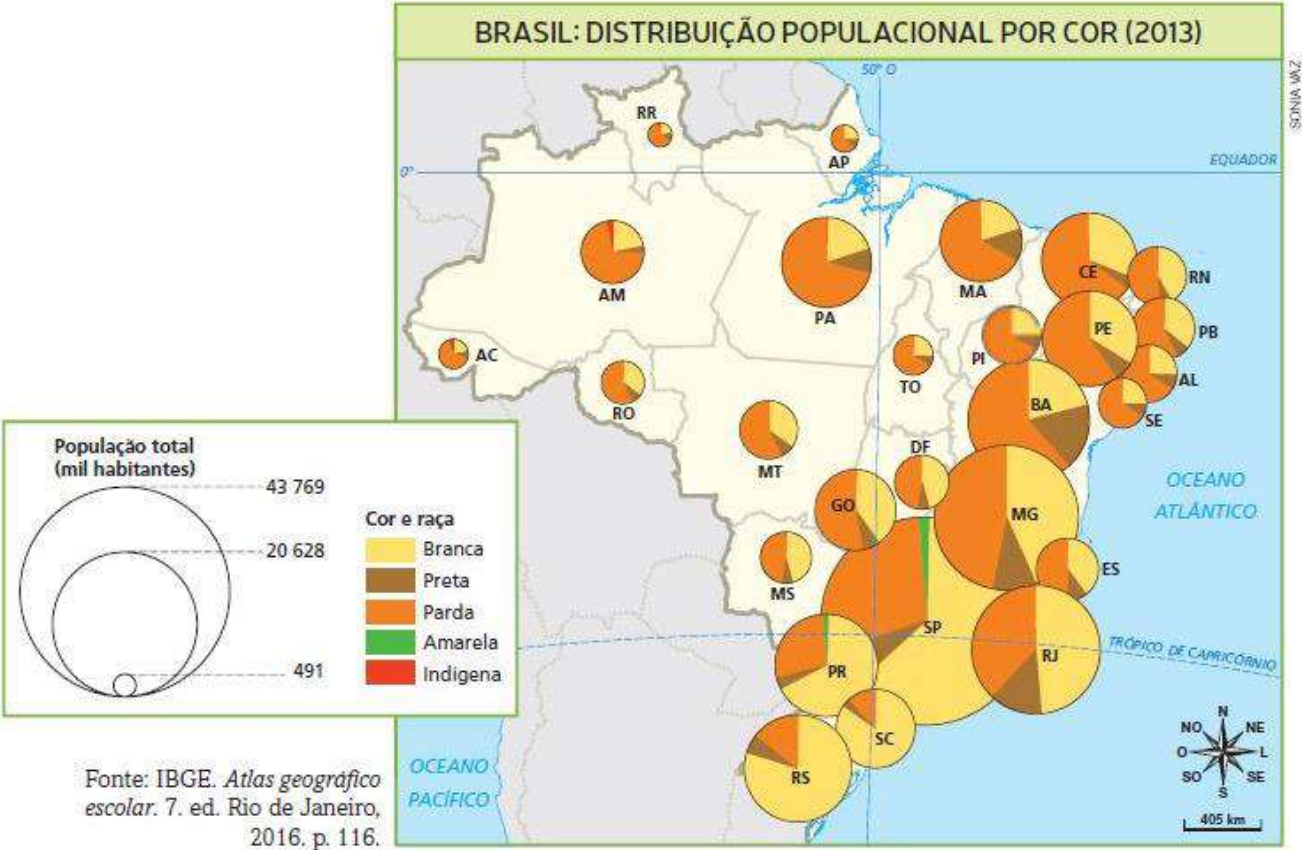 BRASIL: DISTRIBUIÇÃO POPULACIONAL POR COR (2013)
SONIA VAZ
50° O
RR
AP
EQUADOR
0°
AM
PA
MA
CE
RN
PE
PB
AC
PI
TO
AL
RO
BA
SE
MT
DF
GO
MG
OCEANO
ATLÂNTICO
ES
MS
SP
RJ
TRÓPICO DE CAPRICÓRNIO
PR
SC
RS
OCEANO
PACÍFICO
N
NO
NE
O
L
SO
SE
S
405 km
População total
(mil habitantes)
43 769
20 628
491
Cor e raça
Branca
Preta
Parda
Amarela
Indigena
Fonte: IBGE. Atlas geográfico
escolar. 7. ed. Rio de Janeiro,
2016. p. 116.